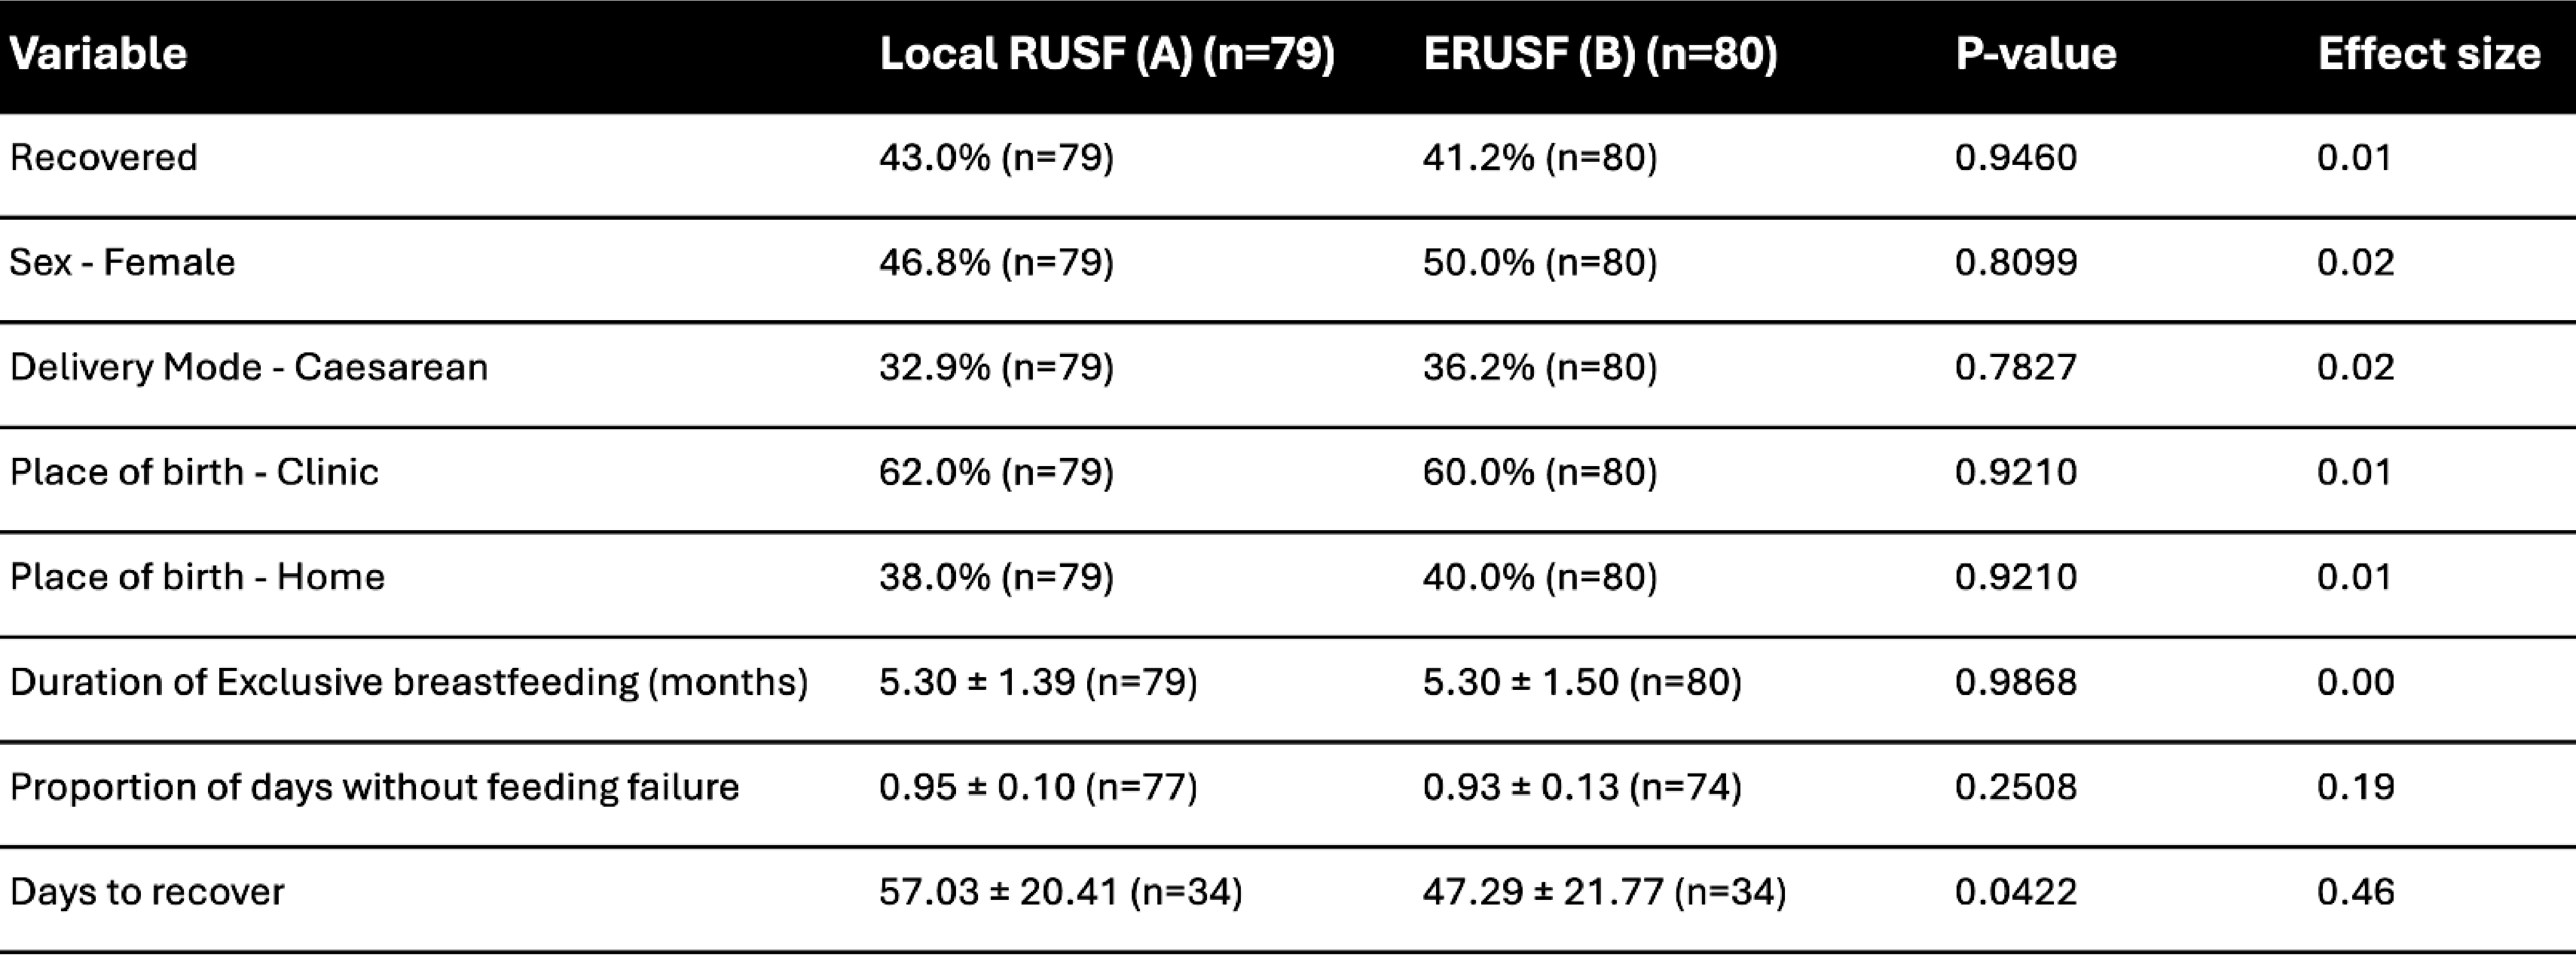 Variable Local RUSF (A) (n=79) ERUSF (B) (n=80) P-value Effect size
Recovered 43.0% (n=79) 41.2% (n=80) 0.9460 0.01
Sex - Female 46.8% (n=79) 50.0% (n=80) 0.8099 0.02
Delivery Mode - Caesarean 32.9% (n=79) 36.2% (n=80) 0.7827 0.02
Place of birth - Clinic 62.0% (n=79) 60.0% (n=80) 0.9210 0.01
Place of birth - Home 38.0% (n=79) 40.0% (n=80) 0.9210 0.01
Duration of Exclusive breastfeeding (months) 5.30 ± 1.39 (n=79) 5.30 ± 1.50 (n=80) 0.9868 0.00
Proportion of days without feeding failure 0.95 ± 0.10 (n=77) 0.93 ± 0.13 (n=74) 0.2508 0.19
Days to recover 57.03 ± 20.41 (n=34) 47.29 ± 21.77 (n=34) 0.0422 0.46